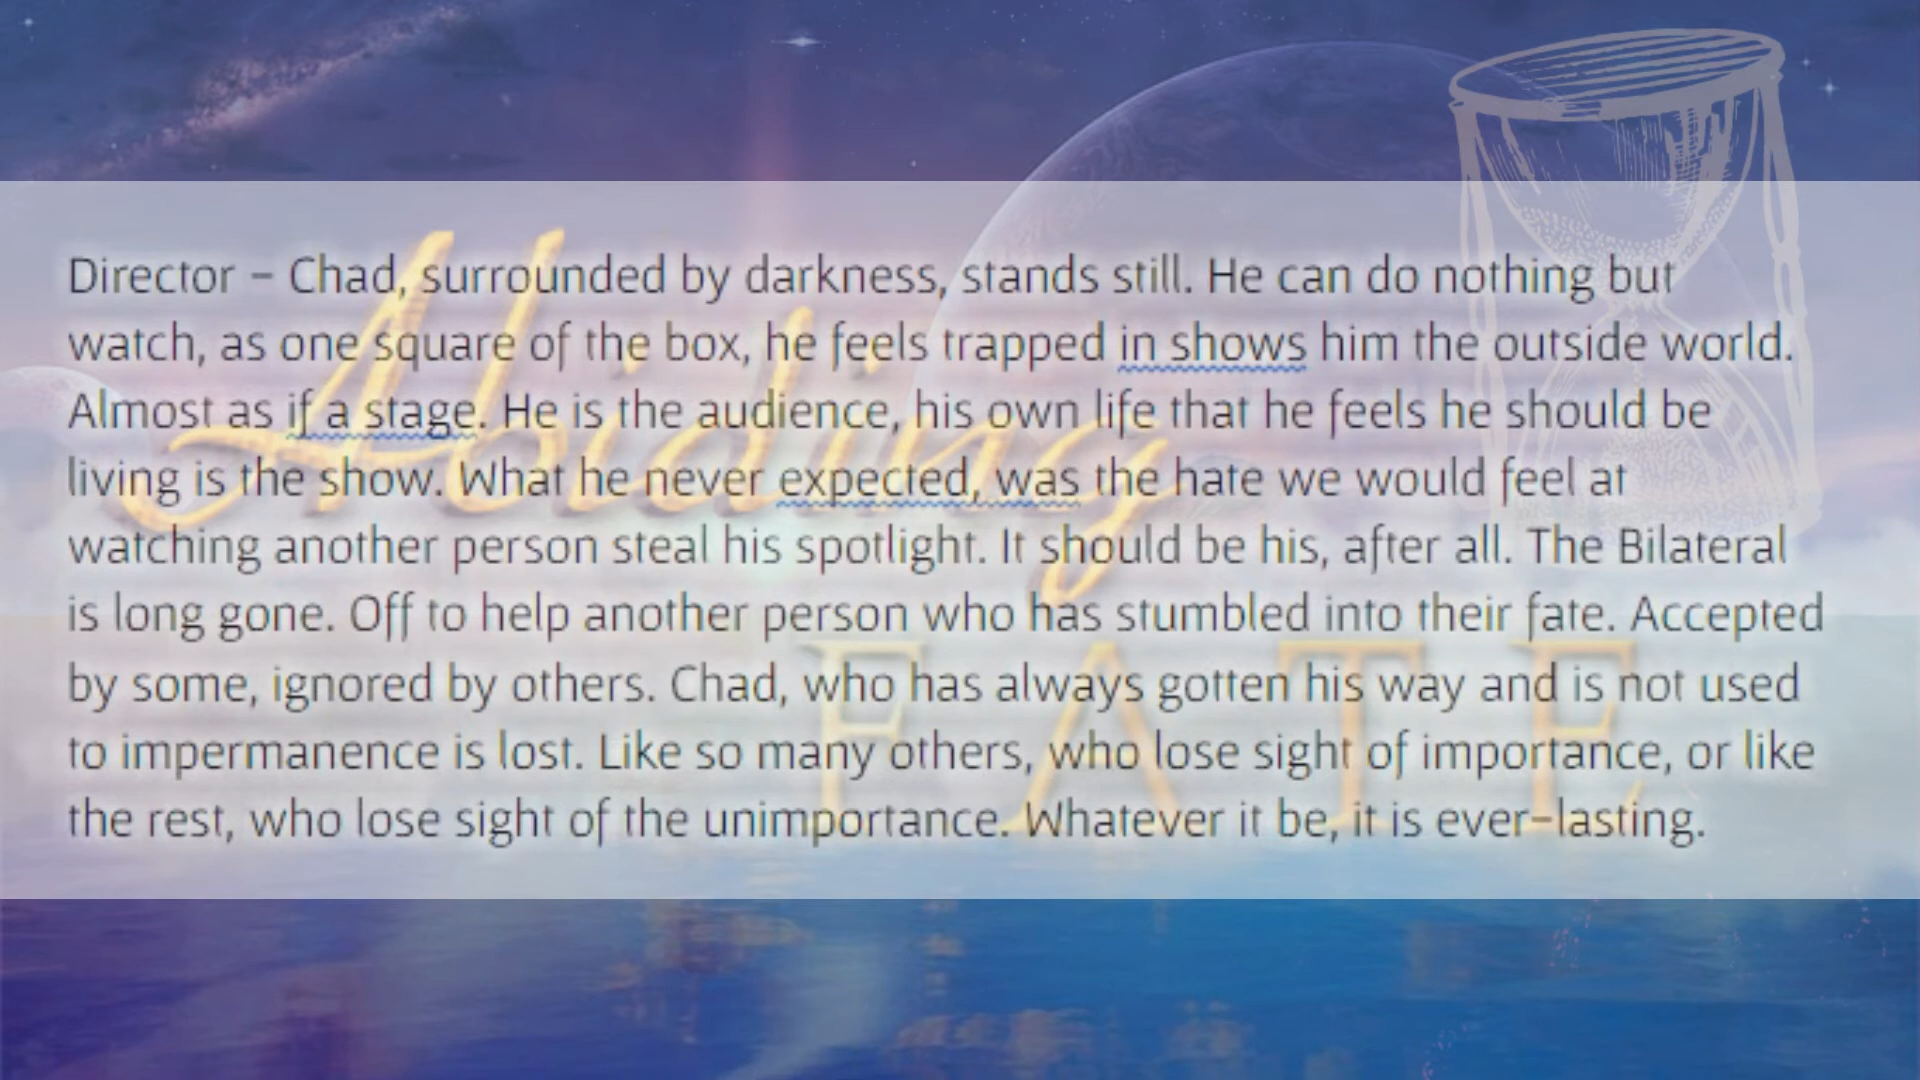 Director – Chad, surrounded by darkness, stands still. He can do nothing but
watch, as one square of the box, he feels trapped in shows him the outside world.
Almost as if a stage. He is the audience, his own life that he feels he should be
living is the show. What he never expected, was the hate we would feel at
watching another person steal his spotlight. It should be his, after all. The Bilateral
is long gone. Off to help another person who has stumbled into their fate. Accepted
by some, ignored by others. Chad, who has always gotten his way and is not used
to impermanence is lost. Like so many others, who lose sight of importance, or like
the rest, who lose sight of the unimportance. Whatever it be, it is ever-lasting.
Abiding
FATE